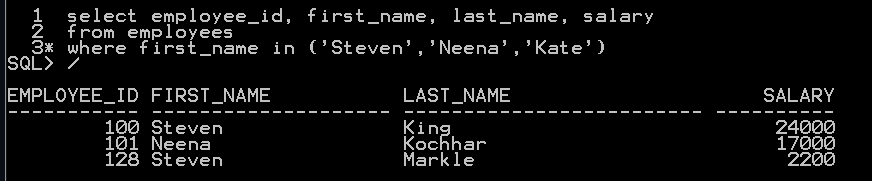 1  select employee_id, first_name, last_name, salary
2  from employees
3* where first_name in ('Steven','Neena','Kate')
SQL> /
EMPLOYEE_ID FIRST_NAME           LAST_NAME                     SALARY
----------- -------------------- ------------------------- ----------
        100 Steven               King                           24000
        101 Neena                Kochhar                        17000
        128 Steven               Markle                          2200